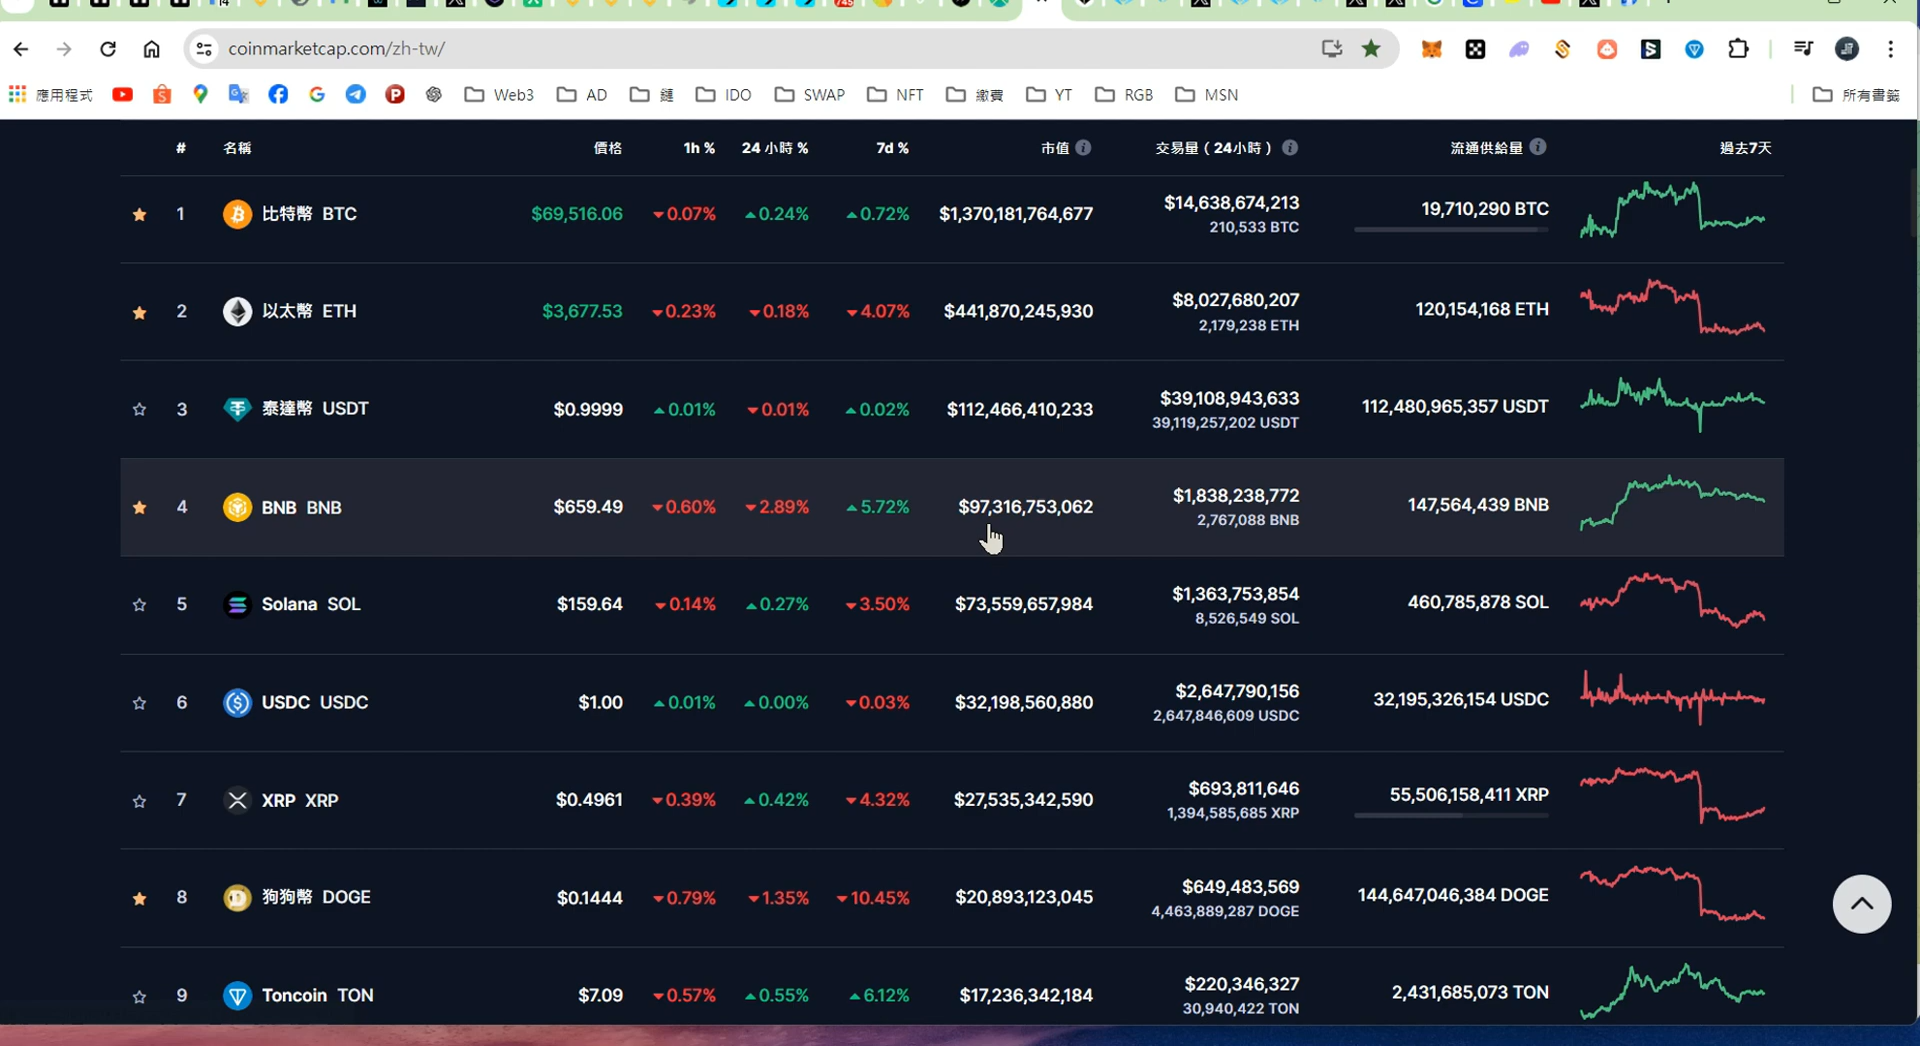 coinmarketcap.com/zh-tw/
應用程式 Web3 AD 鏈 IDO SWAP NFT 繳費 YT RGB MSN 所有書籤
# 名稱 價格 1h % 24 小時 % 7d % 市值 交易量 ( 24小時 ) 流通供給量 過去7天
1 比特幣 BTC $69,516.06 0.07% 0.24% 0.72% $1,370,181,764,677 $14,638,674,213 19,710,290 BTC
210,533 BTC
2 以太幣 ETH $3,677.53 0.23% 0.18% 4.07% $441,870,245,930 $8,027,680,207 120,154,168 ETH
2,179,238 ETH
3 泰達幣 USDT $0.9999 0.01% 0.01% 0.02% $112,466,410,233 $39,108,943,633 112,480,965,357 USDT
39,119,257,202 USDT
4 BNB BNB $659.49 0.60% 2.89% 5.72% $97,316,753,062 $1,838,238,772 147,564,439 BNB
2,767,088 BNB
5 Solana SOL $159.64 0.14% 0.27% 3.50% $73,559,657,984 $1,363,753,854 460,785,878 SOL
8,526,549 SOL
6 USDC USDC $1.00 0.01% 0.00% 0.03% $32,198,560,880 $2,647,790,156 32,195,326,154 USDC
2,647,846,609 USDC
7 XRP XRP $0.4961 0.39% 0.42% 4.32% $27,535,342,590 $693,811,646 55,506,158,411 XRP
1,394,585,685 XRP
8 狗狗幣 DOGE $0.1444 0.79% 1.35% 10.45% $20,893,123,045 $649,483,569 144,647,046,384 DOGE
4,463,889,287 DOGE
9 Toncoin TON $7.09 0.57% 0.55% 6.12% $17,236,342,184 $220,346,327 2,431,685,073 TON
30,940,422 TON